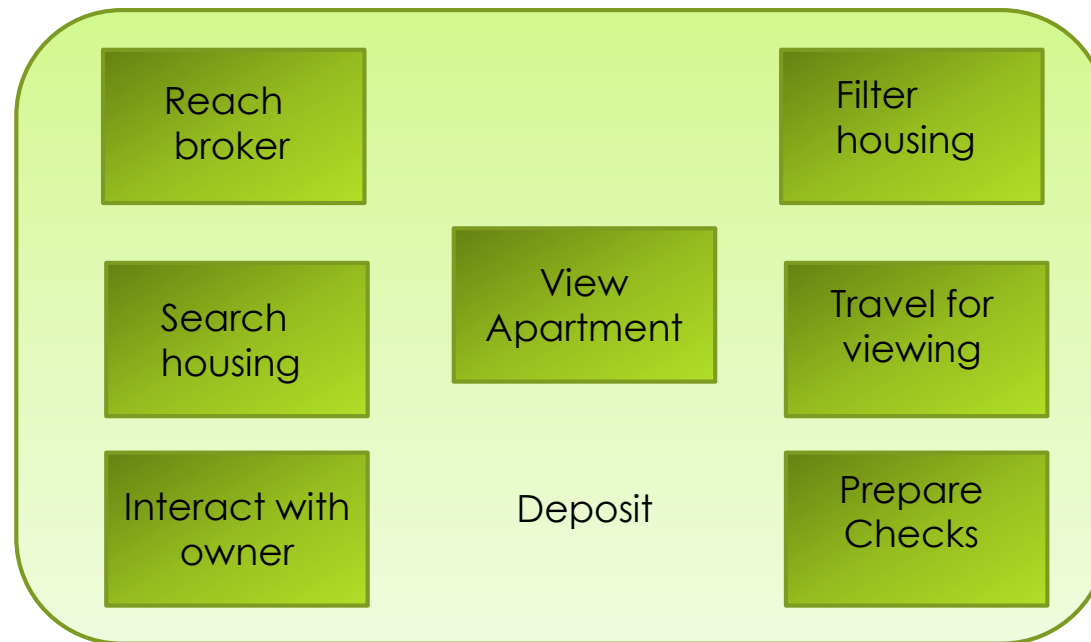 Reach
broker
Filter
housing
View
Apartment
Search
housing
Travel for
viewing
Interact with
owner
Deposit
Prepare
Checks